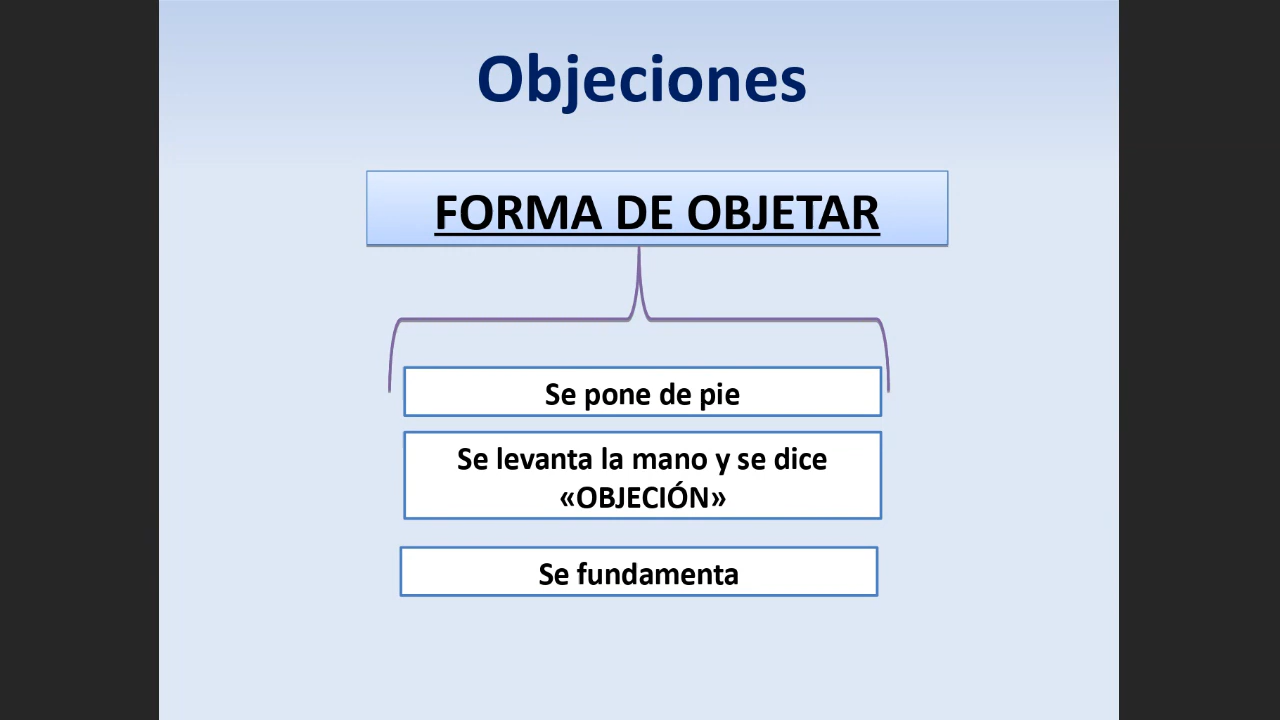 Objeciones
FORMA DE OBJETAR
Se pone de pie
Se levanta la mano y se dice
«OBJECIÓN»
Se fundamenta